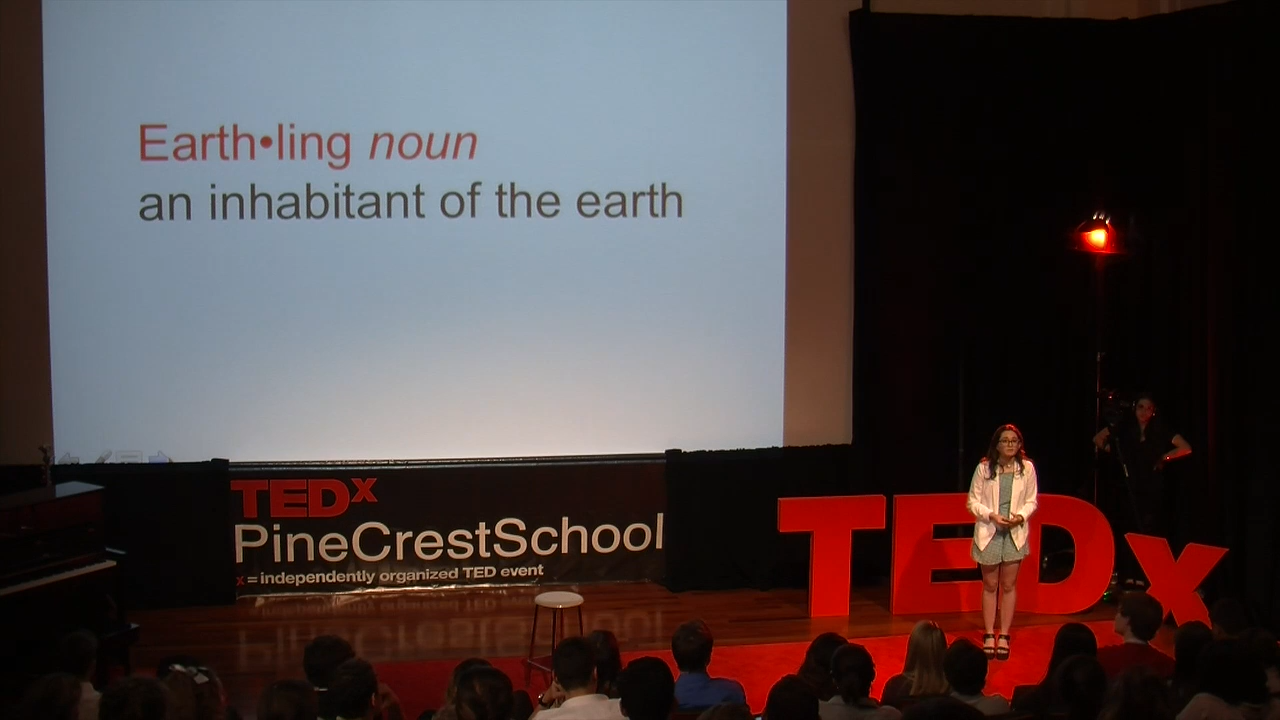 Earth•ling noun
an inhabitant of the earth
TEDx
PineCrestSchool
x = independently organized TED event
TEDx